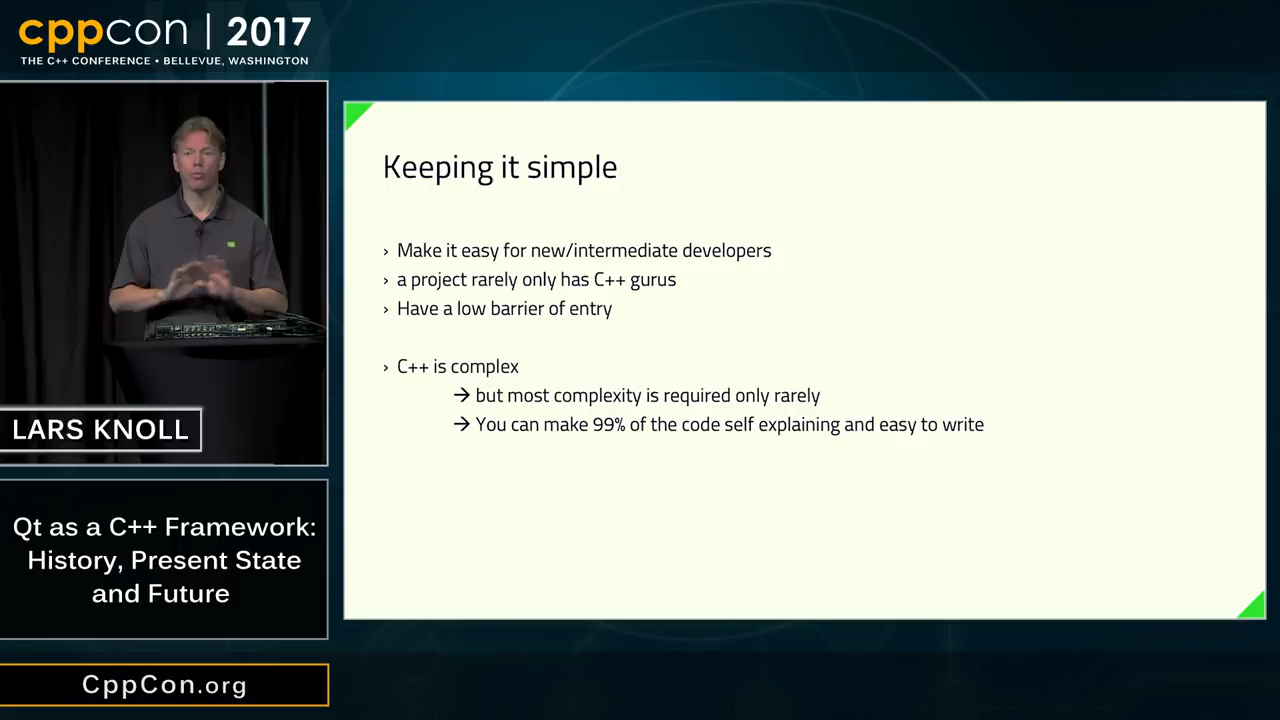 cppcon | 2017
THE C++ CONFERENCE • BELLEVUE, WASHINGTON
Keeping it simple
› Make it easy for new/intermediate developers
› a project rarely only has C++ gurus
› Have a low barrier of entry
› C++ is complex
→ but most complexity is required only rarely
→ You can make 99% of the code self explaining and easy to write
LARS KNOLL
Qt as a C++ Framework:
History, Present State
and Future
CppCon.org